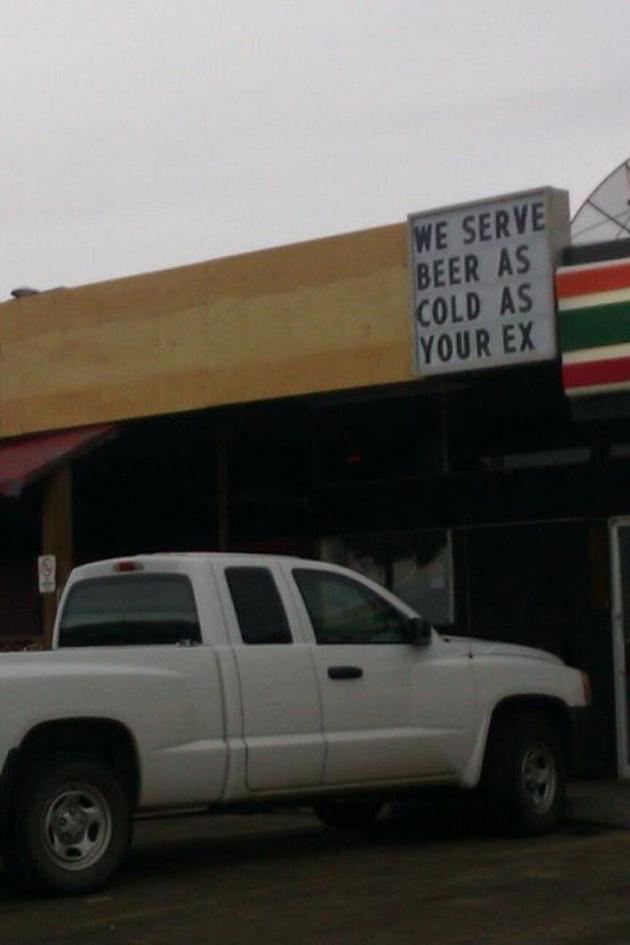 WE SERVE
BEER AS
COLD AS
YOUR EX